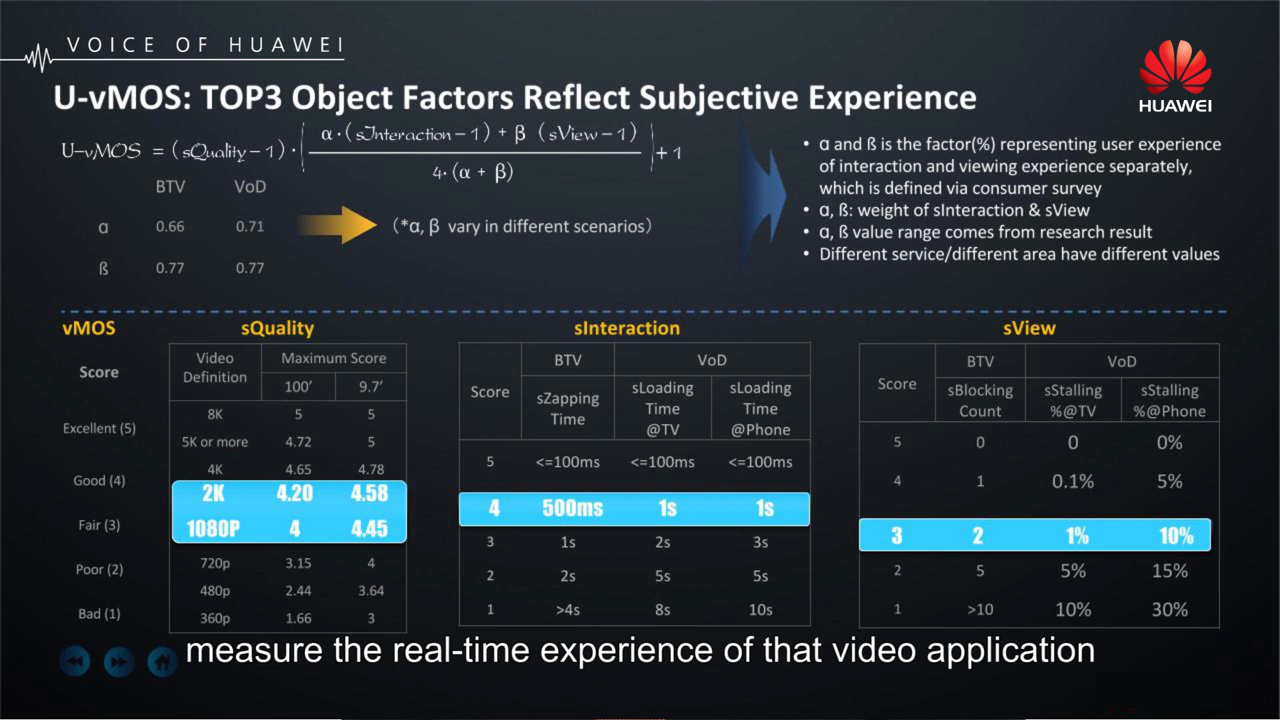 VOICE OF HUAWEI
HUAWEI
U-vMOS: TOP3 Object Factors Reflect Subjective Experience
U-vMOS = (sQuality-1)·( α·(sInteraction-1) + β (sView-1) / 4·(α + β) )+1
BTV VoD
α 0.66 0.71
ß 0.77 0.77
(*α, β vary in different scenarios)
• α and ß is the factor(%) representing user experience
of interaction and viewing experience separately,
which is defined via consumer survey
• α, ß: weight of sInteraction & sView
• α, ß value range comes from research result
• Different service/different area have different values
vMOS
Score
Excellent (5)
Good (4)
Fair (3)
Poor (2)
Bad (1)
sQuality
Video Definition Maximum Score
100′ 9.7′
8K 5 5
5K or more 4.72 5
4K 4.65 4.78
2K 4.20 4.58
1080P 4 4.45
720p 3.15 4
480p 2.44 3.64
360p 1.66 3
sInteraction
BTV VoD
Score sZapping Time sLoading Time @TV sLoading Time @Phone
5 <=100ms <=100ms <=100ms
4 500ms 1s 1s
3 1s 2s 3s
2 2s 5s 5s
1 >4s 8s 10s
sView
BTV VoD
Score sBlocking Count sStalling %@TV sStalling %@Phone
5 0 0 0%
4 1 0.1% 5%
3 2 1% 10%
2 5 5% 15%
1 >10 10% 30%
measure the real-time experience of that video application